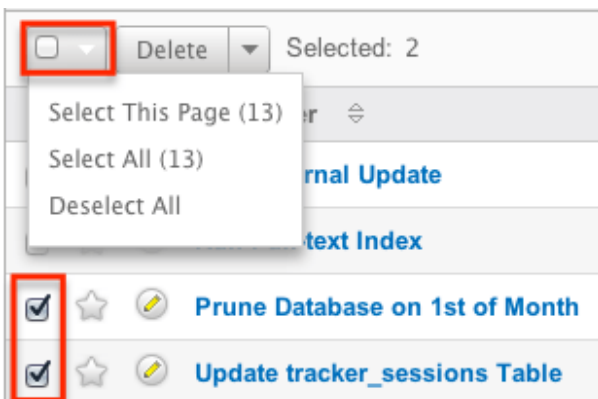 Delete
Selected: 2
Select This Page (13)
Select All (13)
Deselect All
r
rnal Update
-text Index
Prune Database on 1st of Month
Update tracker_sessions Table